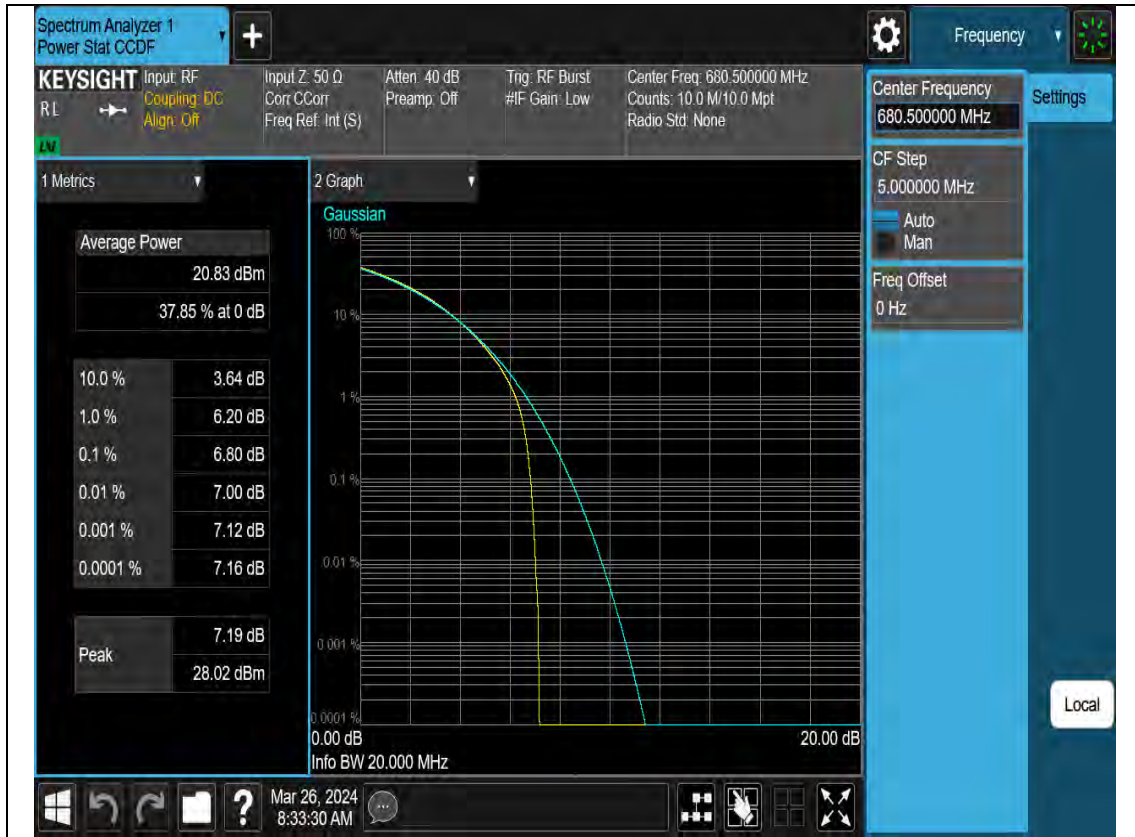 Spectrum Analyzer 1
Power Stat CCDF
Frequency
KEYSIGHT
R L
LNI
Input: RF
Coupling: DC
Align: Off
Input Z: 50 Ω
Corr CCorr
Freq Ref: Int (S)
Atten: 40 dB
Preamp: Off
Trig: RF Burst
#IF Gain: Low
Center Freq: 680.500000 MHz
Counts: 10.0 M/10.0 Mpt
Radio Std: None
Center Frequency
680.500000 MHz
CF Step
5.000000 MHz
Auto
Man
Freq Offset
0 Hz
Settings
Local
1 Metrics
Average Power
20.83 dBm
37.85 % at 0 dB
10.0 % 3.64 dB
1.0 % 6.20 dB
0.1 % 6.80 dB
0.01 % 7.00 dB
0.001 % 7.12 dB
0.0001 % 7.16 dB
Peak
7.19 dB
28.02 dBm
2 Graph
Gaussian
100 %
10 %
1 %
0.1 %
0.01 %
0.001 %
0.0001 %
0.00 dB 20.00 dB
Info BW 20.000 MHz
?
Mar 26, 2024
8:33:30 AM